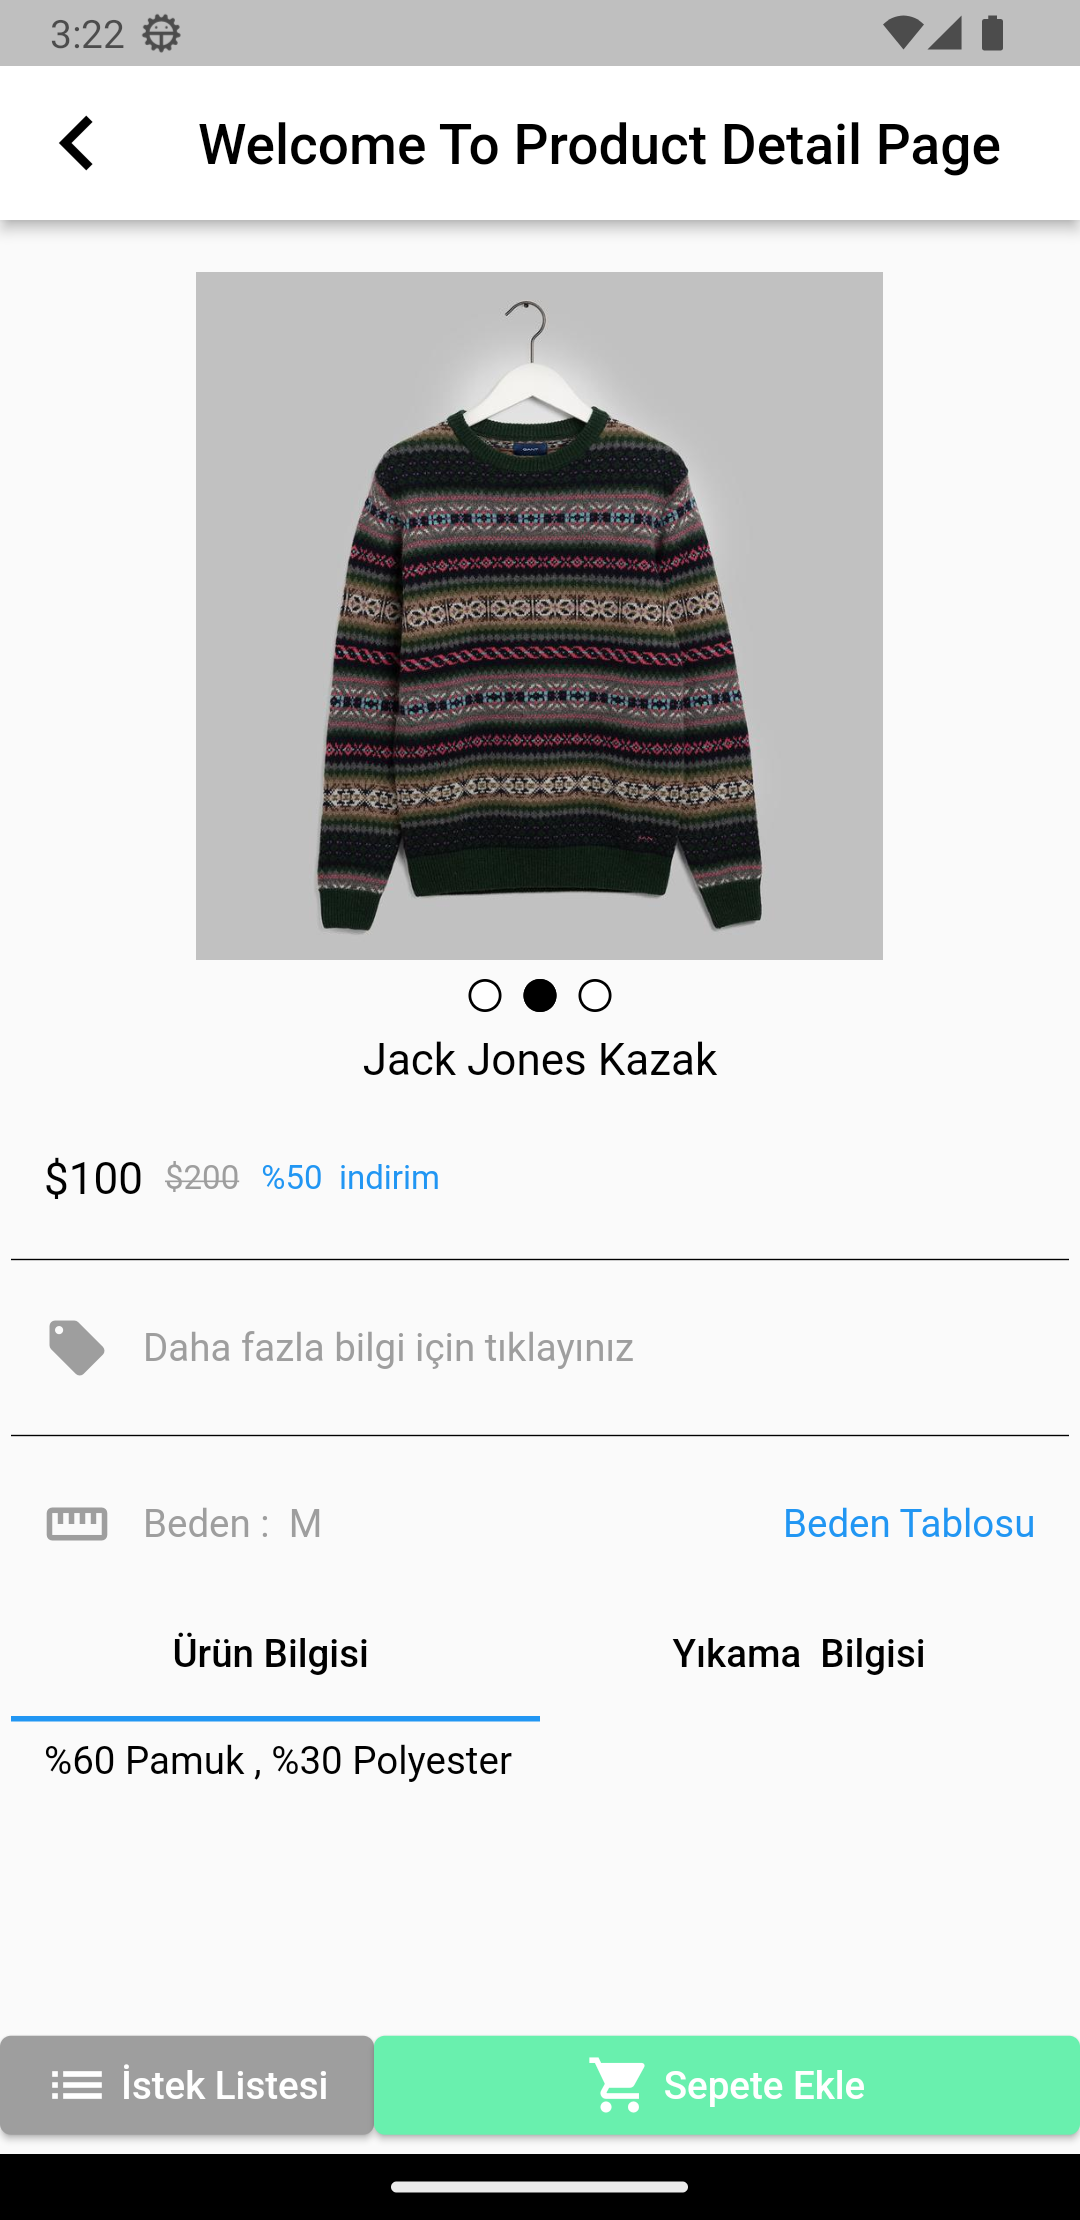 3:22
Welcome To Product Detail Page
GANT
Jack Jones Kazak
$100 $200 %50 indirim
Daha fazla bilgi için tıklayınız
Beden : M Beden Tablosu
Ürün Bilgisi Yıkama Bilgisi
%60 Pamuk , %30 Polyester
İstek Listesi Sepete Ekle